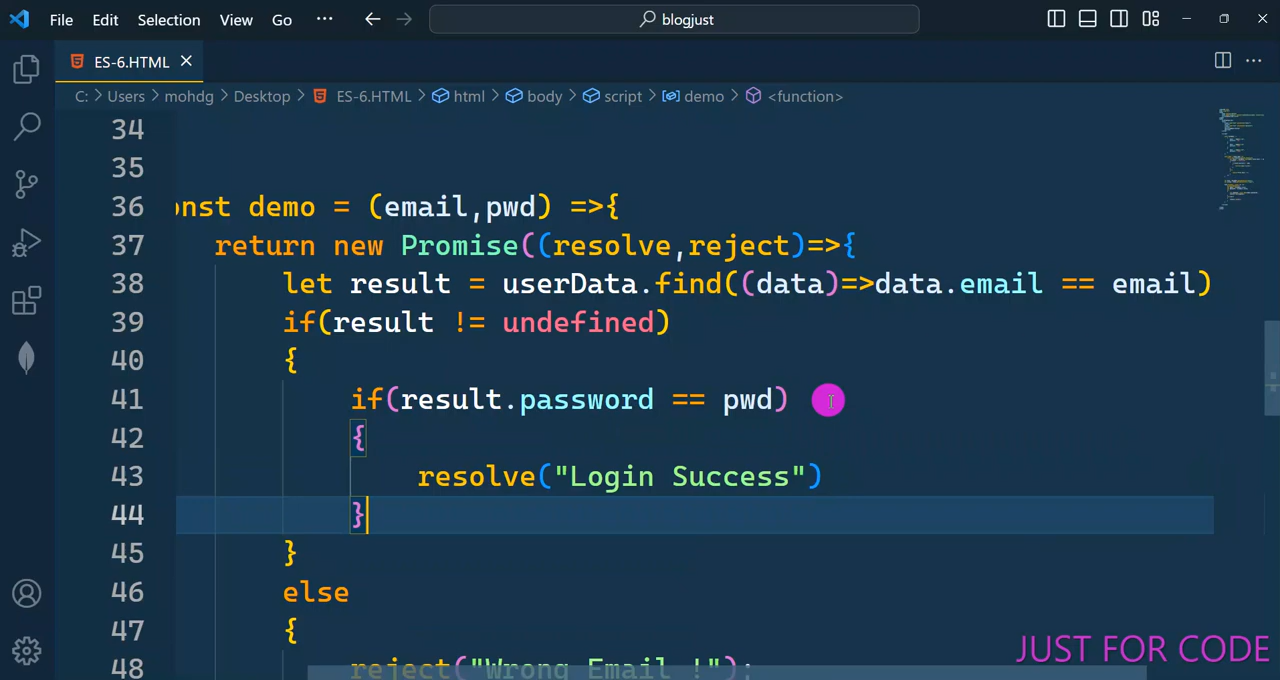 File Edit Selection View Go ··· blogjust
ES-6.HTML
C: > Users > mohdg > Desktop > ES-6.HTML > html > body > script > demo > <function>
34
35
36 onst demo = (email,pwd) =>{
37 return new Promise((resolve,reject)=>{
38 let result = userData.find((data)=>data.email == email)
39 if(result != undefined)
40 {
41 if(result.password == pwd)
42 {
43 resolve("Login Success")
44 }
45 }
46 else
47 {
48 reject("Wrong Email !");
JUST FOR CODE